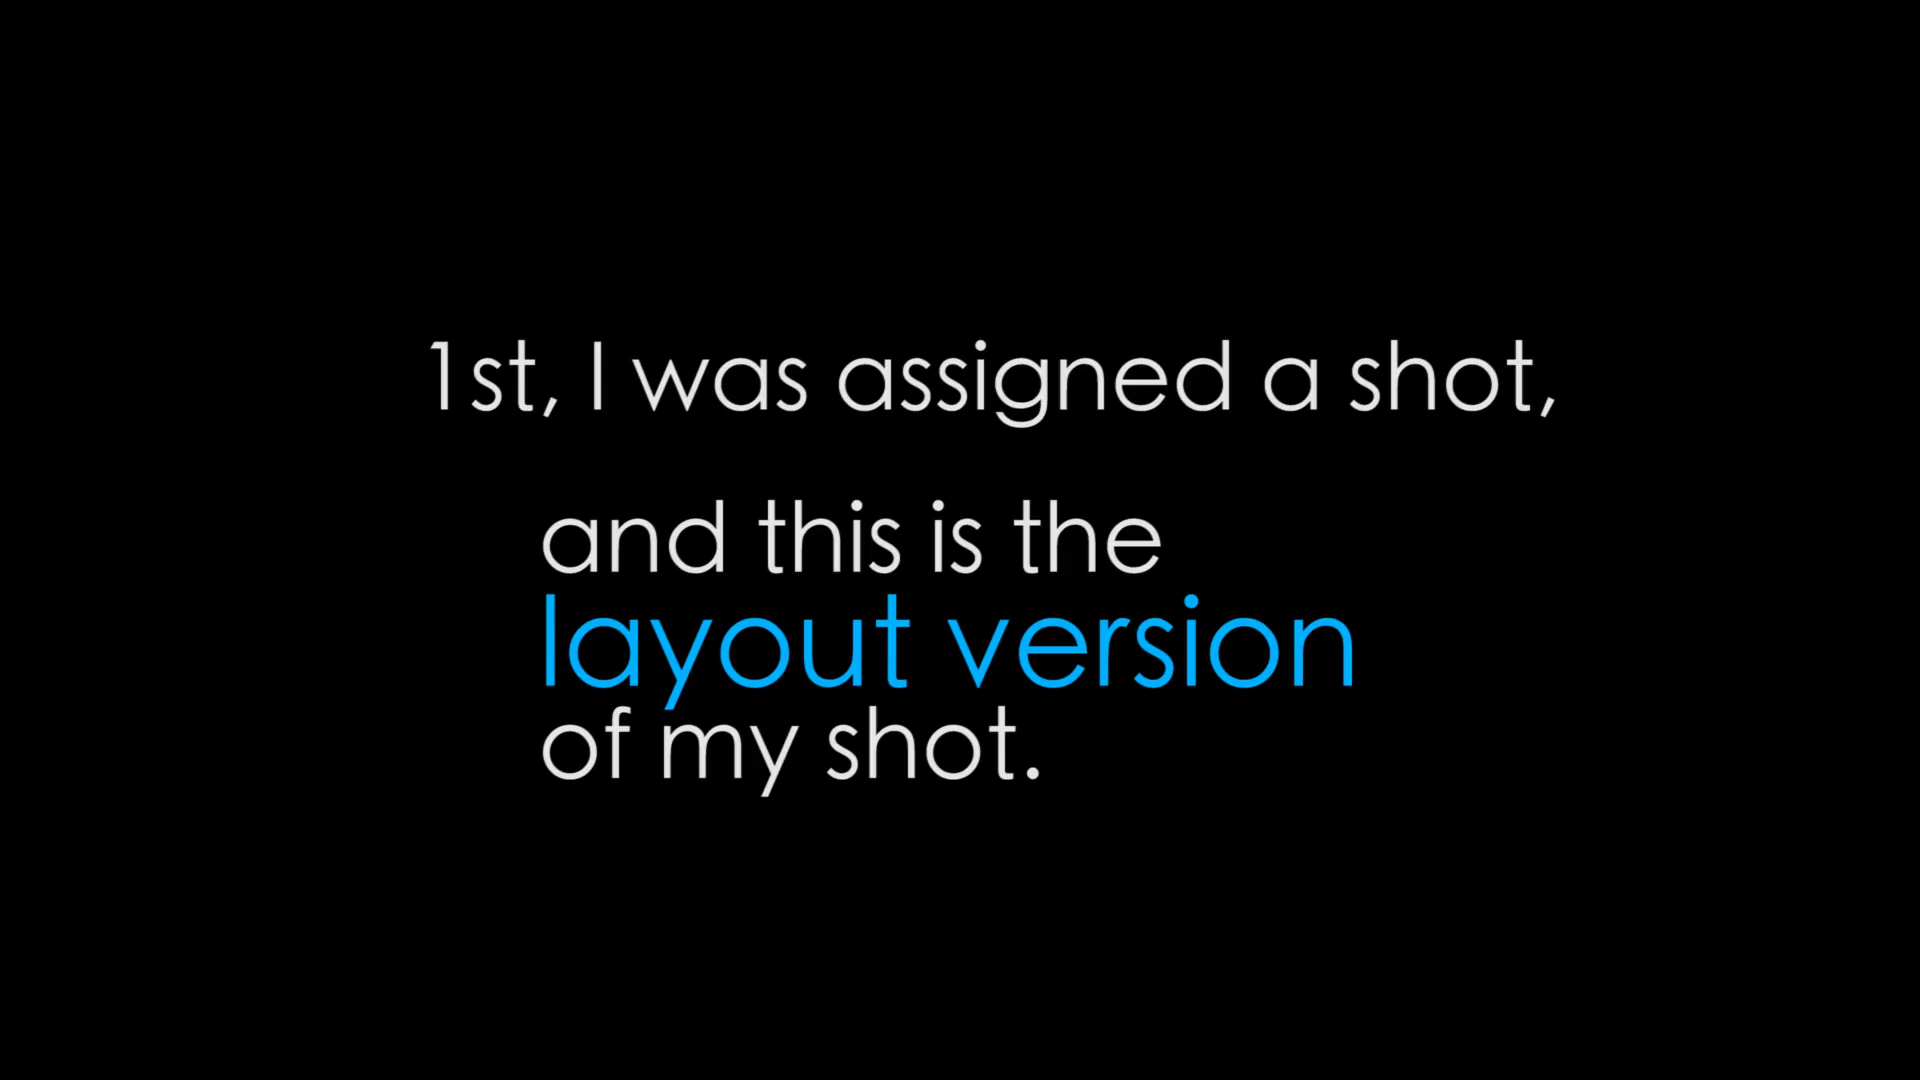 1st, I was assigned a shot,
and this is the
layout version
of my shot.